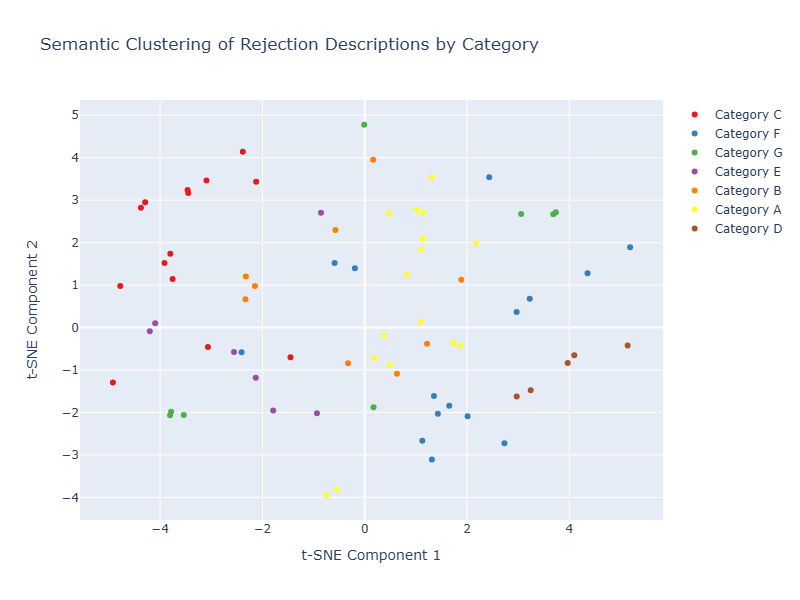 Semantic Clustering of Rejection Descriptions by Category
Category C
Category F
Category G
Category E
Category B
Category A
Category D
t-SNE Component 2
5
4
3
2
1
0
−1
−2
−3
−4
−4
−2
0
2
4
t-SNE Component 1